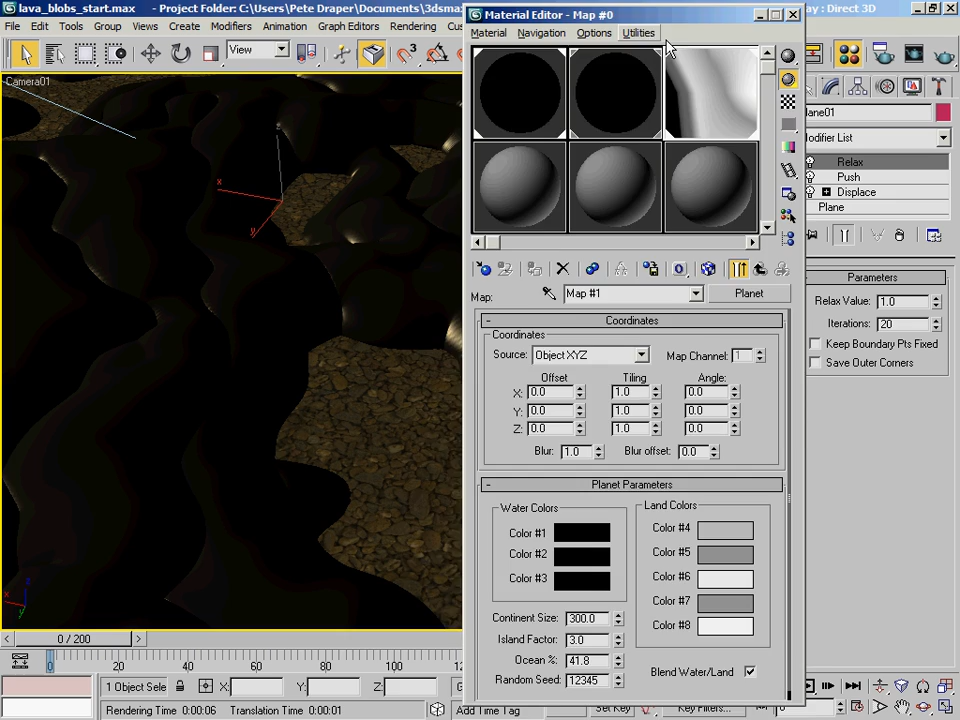 lava_blobs_start.max - Project Folder: C:\Users\Pete Draper\Documents\3dsma
Material Editor - Map #0
ay : Direct 3D
File Edit Tools Group Views Create Modifiers Animation Graph Editors Rendering
Material Navigation Options Utilities
View
3
Camera01
x
y
lane01
Modifier List
Relax
Push
Displace
Plane
Map:
Map #1
Planet
Coordinates
Coordinates
Source: Object XYZ Map Channel: 1
Offset Tiling Angle:
X: 0.0 1.0 0.0
Y: 0.0 1.0 0.0
Z: 0.0 1.0 0.0
Blur: 1.0 Blur offset: 0.0
Planet Parameters
Water Colors
Color #1
Color #2
Color #3
Land Colors
Color #4
Color #5
Color #6
Color #7
Color #8
Continent Size: 300.0
Island Factor: 3.0
Ocean %: 41.8
Random Seed: 12345
Blend Water/Land
Parameters
Relax Value: 1.0
Iterations: 20
Keep Boundary Pts Fixed
Save Outer Corners
z
x
y
0 / 200
0 20 40 60 80 100
1 Object Sele
X: Y: Z:
Rendering Time 0:00:06 Translation Time 0:00:01
Add Time Tag
Set Key
Key Filters...
0